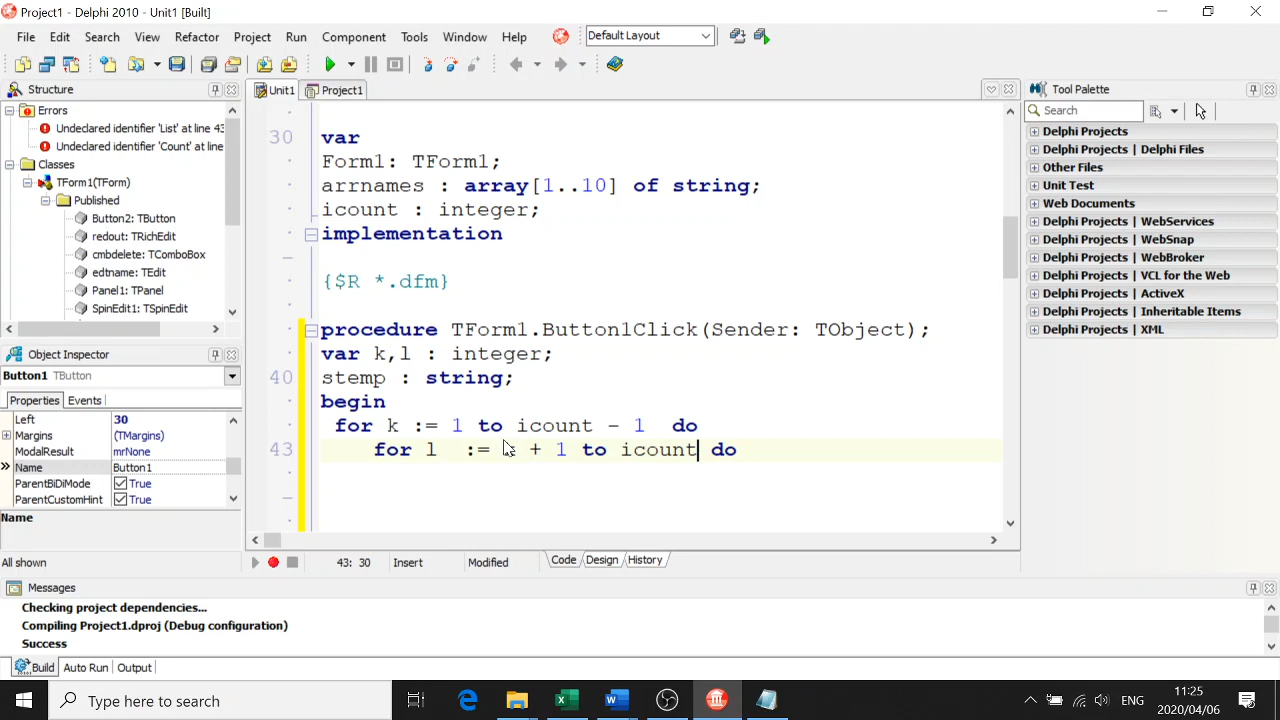 Project1 - Delphi 2010 - Unit1 [Built]
File Edit Search View Refactor Project Run Component Tools Window Help Default Layout
Structure
Unit1 Project1
Tool Palette
Errors
Undeclared identifier 'List' at line 43
Undeclared identifier 'Count' at line
Classes
TForm1(TForm)
Published
Button2: TButton
redout: TRichEdit
cmbdelete: TComboBox
edtname: TEdit
Panel1: TPanel
SpinEdit1: TSpinEdit
30 var
Form1: TForm1;
arrnames : array[1..10] of string;
icount : integer;
implementation
{$R *.dfm}
procedure TForm1.Button1Click(Sender: TObject);
var k,l : integer;
40 stemp : string;
begin
for k := 1 to icount - 1 do
43 for l := + 1 to icount do
Search
Delphi Projects
Delphi Projects | Delphi Files
Other Files
Unit Test
Web Documents
Delphi Projects | WebServices
Delphi Projects | WebSnap
Delphi Projects | WebBroker
Delphi Projects | VCL for the Web
Delphi Projects | ActiveX
Delphi Projects | Inheritable Items
Delphi Projects | XML
Object Inspector
Button1 TButton
Properties Events
Left 30
Margins (TMargins)
ModalResult mrNone
Name Button1
ParentBiDiMode True
ParentCustomHint True
Name
All shown
43: 30 Insert Modified Code Design History
Messages
Checking project dependencies...
Compiling Project1.dproj (Debug configuration)
Success
Build Auto Run Output
Type here to search
ENG
11:25
2020/04/06